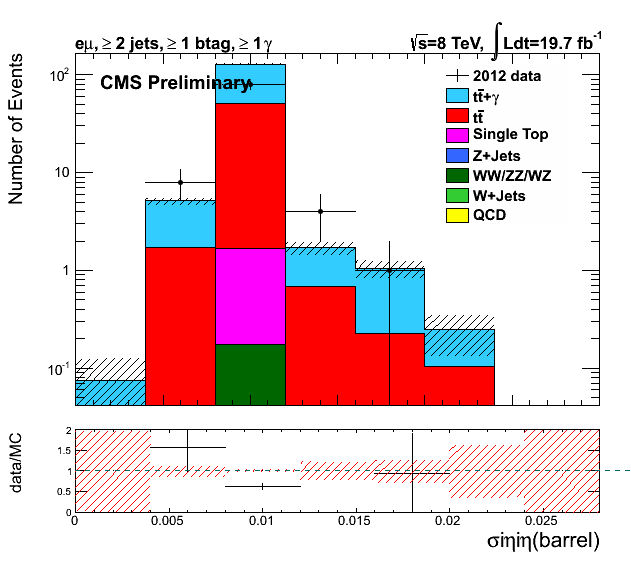 eμ, ≥ 2 jets, ≥ 1 btag, ≥ 1 γ
√s=8 TeV, ∫Ldt=19.7 fb⁻¹
CMS Preliminary
2012 data
tt̄+γ
tt̄
Single Top
Z+Jets
WW/ZZ/WZ
W+Jets
QCD
Number of Events
10²
10
1
10⁻¹
data/MC
2
1.5
1
0.5
0
0 0.005 0.01 0.015 0.02 0.025
σiηiη(barrel)